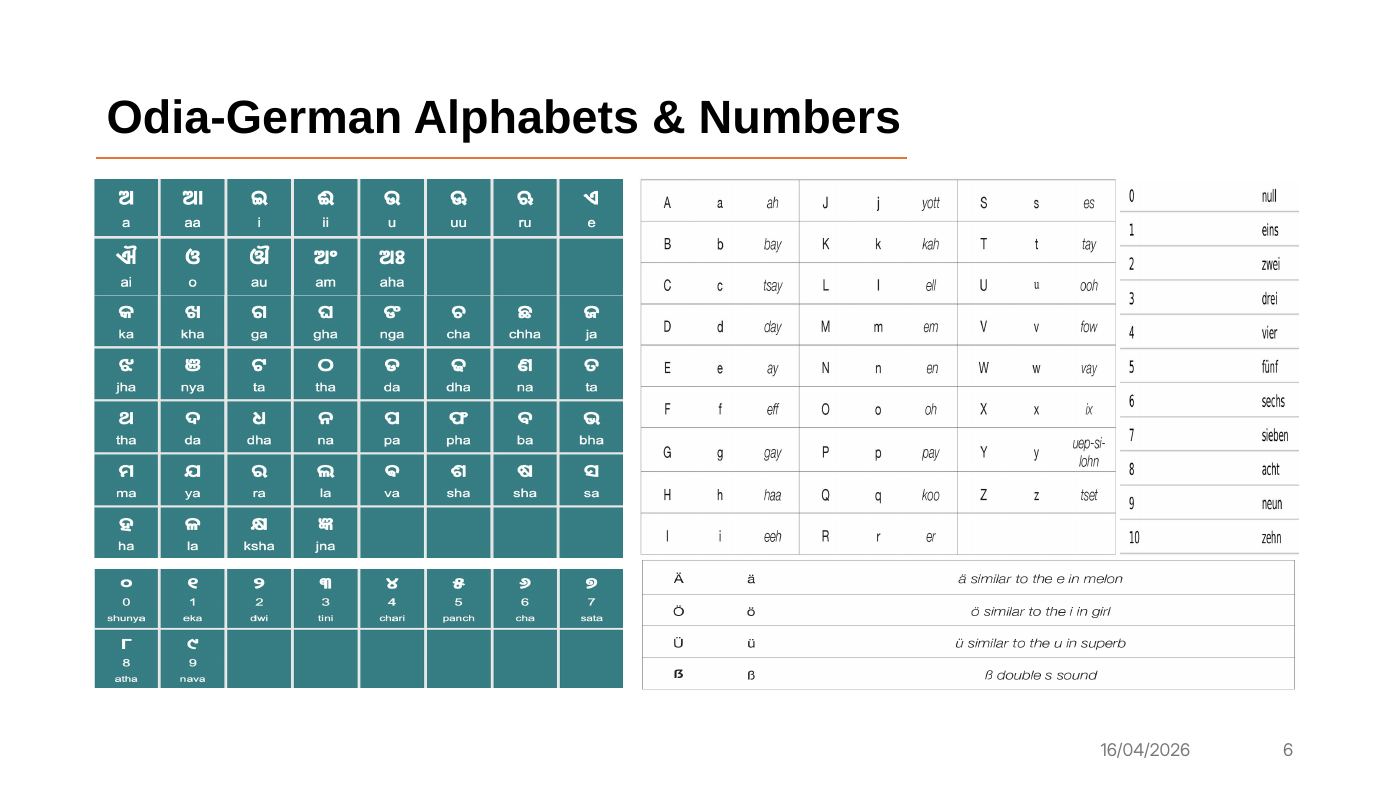 Odia-German Alphabets & Numbers
ଅ ଆ ଇ ଈ ଉ ଊ ଋ ଏ
a aa i ii u uu ru e
ଐ ଓ ଔ ଅଂ ଅଃ
ai o au am aha
କ ଖ ଗ ଘ ଙ ଚ ଛ ଜ
ka kha ga gha nga cha chha ja
ଝ ଞ ଟ ଠ ଡ ଢ ଣ ତ
jha nya ta tha da dha na ta
ଥ ଦ ଧ ନ ପ ଫ ବ ଭ
tha da dha na pa pha ba bha
ମ ଯ ର ଲ ଵ ଶ ଷ ସ
ma ya ra la va sha sha sa
ହ ଳ କ୍ଷ ଜ୍ଞ
ha la ksha jna
୦ ୧ ୨ ୩ ୪ ୫ ୬ ୭
0 1 2 3 4 5 6 7
shunya eka dwi tini chari panch cha sata
୮ ୯
8 9
atha nava
A a ah J j yott S s es
B b bay K k kah T t tay
C c tsay L l ell U u ooh
D d day M m em V v fow
E e ay N n en W w vay
F f eff O o oh X x ix
G g gay P p pay Y y uep-si-
lohn
H h haa Q q koo Z z tset
I i eeh R r er
0 null
1 eins
2 zwei
3 drei
4 vier
5 fünf
6 sechs
7 sieben
8 acht
9 neun
10 zehn
Ä ä ä similar to the e in melon
Ö ö ö similar to the i in girl
Ü ü ü similar to the u in superb
ẞ ß ß double s sound
16/04/2026 6